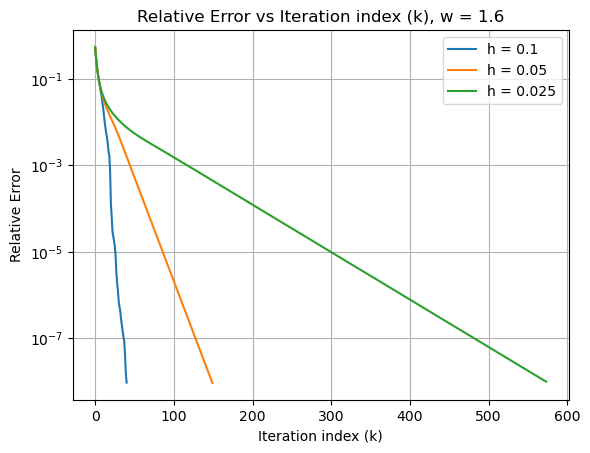 Relative Error vs Iteration index (k), w = 1.6
h = 0.1
h = 0.05
h = 0.025
Relative Error
10⁻¹
10⁻³
10⁻⁵
10⁻⁷
0 100 200 300 400 500 600
Iteration index (k)